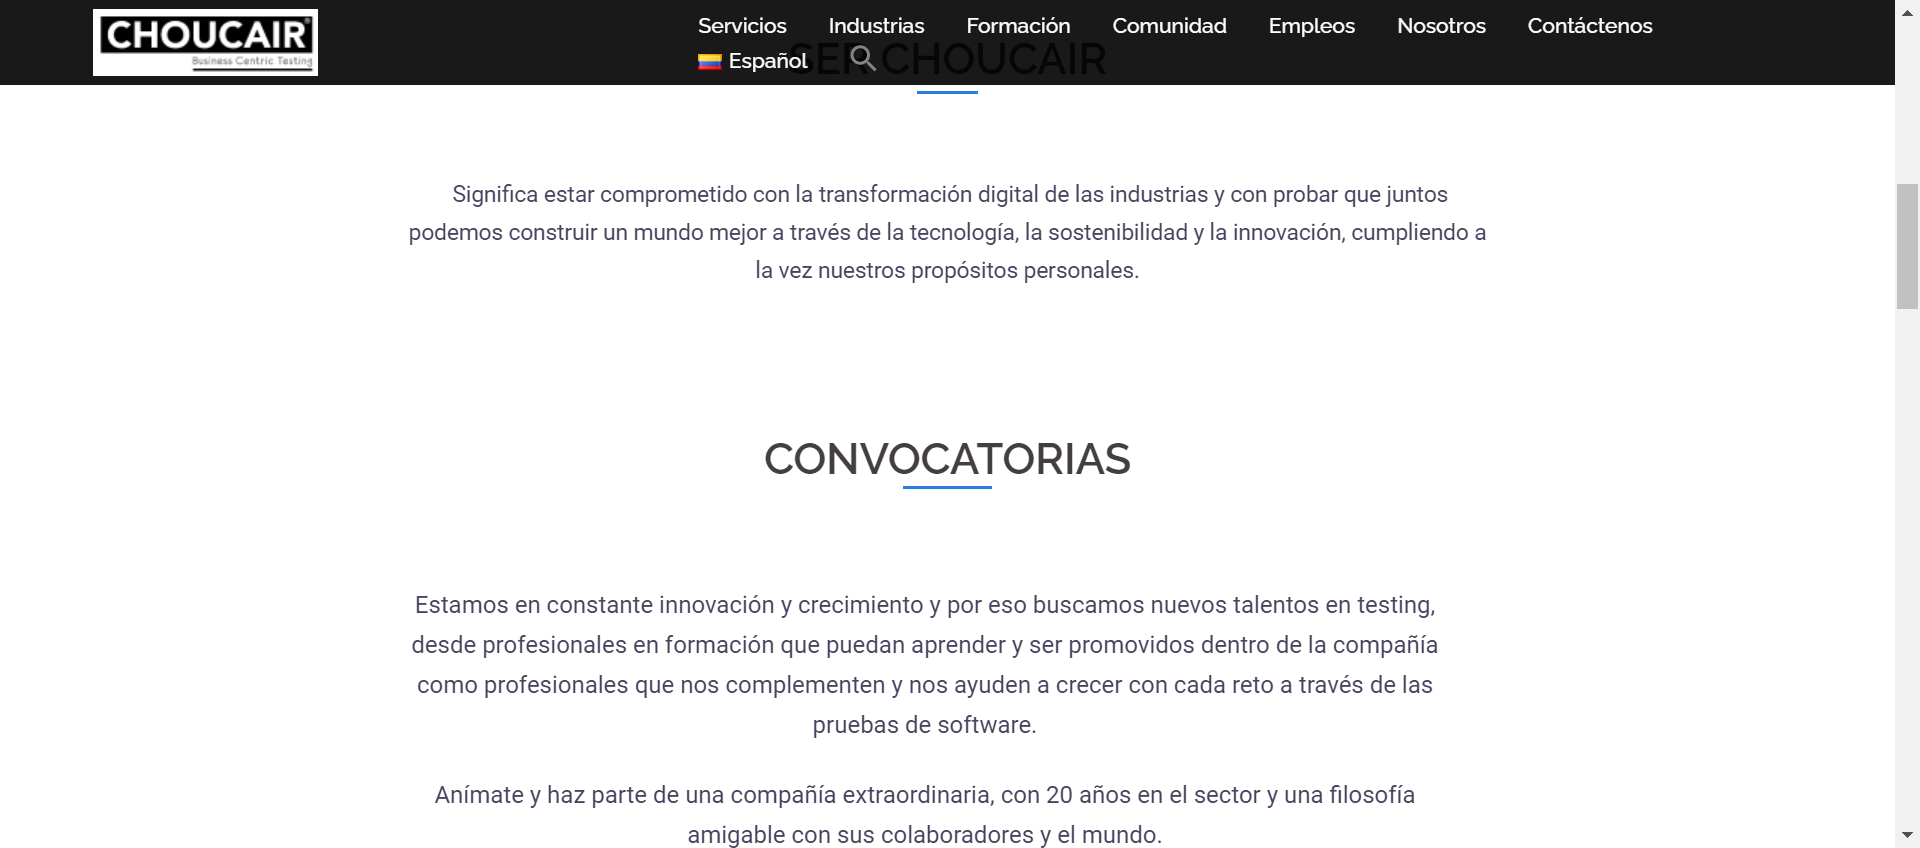 CHOUCAIR®
Business Centric Testing
Servicios Industrias Formación Comunidad Empleos Nosotros Contáctenos
Español
SER CHOUCAIR
Significa estar comprometido con la transformación digital de las industrias y con probar que juntos
podemos construir un mundo mejor a través de la tecnología, la sostenibilidad y la innovación, cumpliendo a
la vez nuestros propósitos personales.
CONVOCATORIAS
Estamos en constante innovación y crecimiento y por eso buscamos nuevos talentos en testing,
desde profesionales en formación que puedan aprender y ser promovidos dentro de la compañía
como profesionales que nos complementen y nos ayuden a crecer con cada reto a través de las
pruebas de software.
Anímate y haz parte de una compañía extraordinaria, con 20 años en el sector y una filosofía
amigable con sus colaboradores y el mundo.